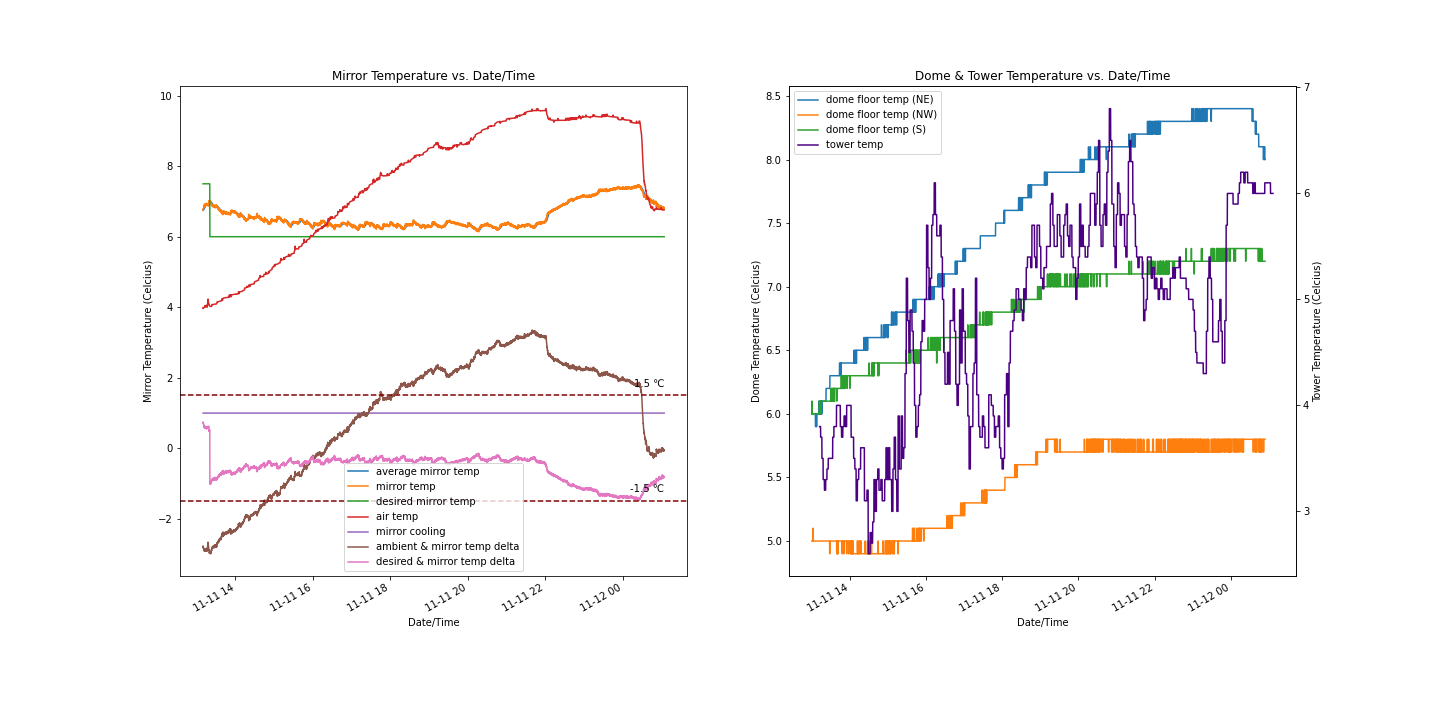 Mirror Temperature vs. Date/Time
Mirror Temperature (Celcius)
10
8
6
4
2
0
−2
1.5 °C
-1.5 °C
average mirror temp
mirror temp
desired mirror temp
air temp
mirror cooling
ambient & mirror temp delta
desired & mirror temp delta
11-11 14
11-11 16
11-11 18
11-11 20
11-11 22
11-12 00
Date/Time
Dome & Tower Temperature vs. Date/Time
Dome Temperature (Celcius)
8.5
8.0
7.5
7.0
6.5
6.0
5.5
5.0
dome floor temp (NE)
dome floor temp (NW)
dome floor temp (S)
tower temp
7
6
5
4
3
Tower Temperature (Celcius)
11-11 14
11-11 16
11-11 18
11-11 20
11-11 22
11-12 00
Date/Time